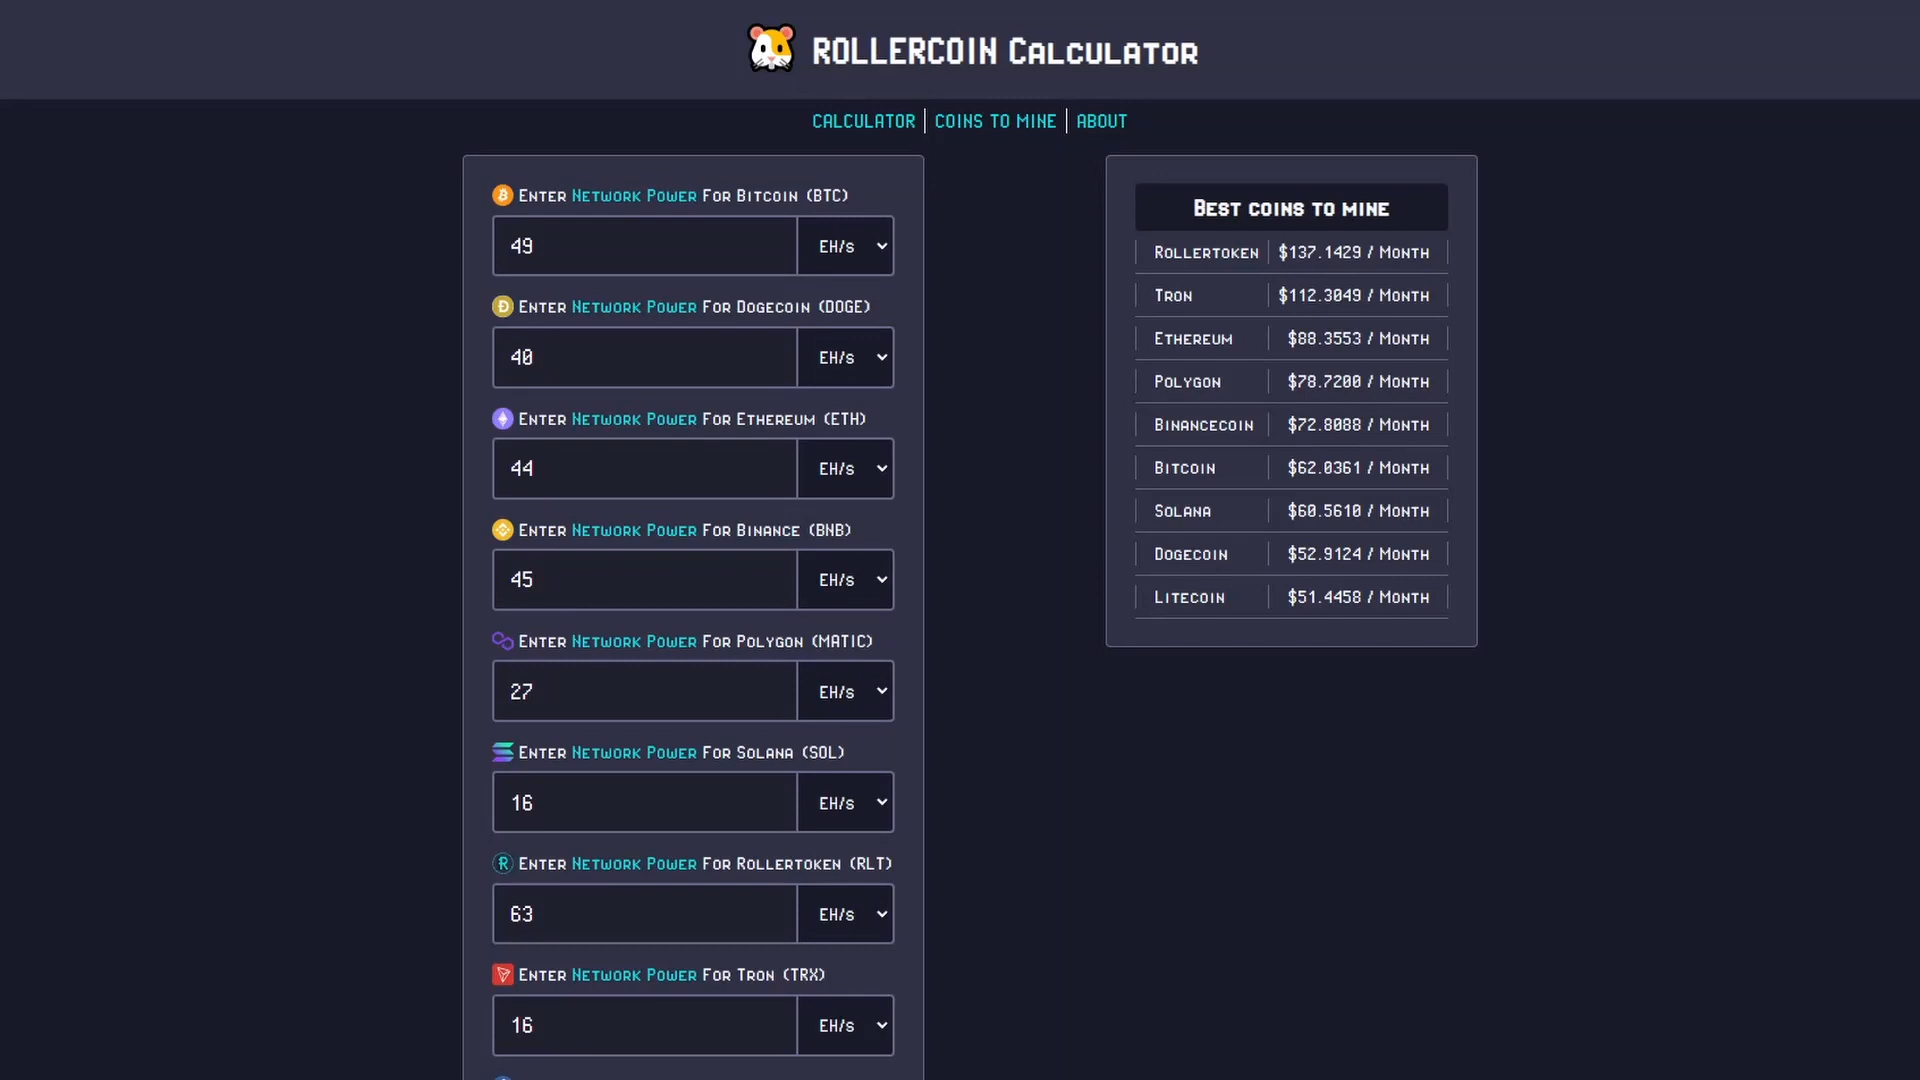 ROLLERCOIN Calculator
CALCULATOR
COINS TO MINE
ABOUT
Enter Network Power For Bitcoin (BTC)
49
EH/s
Enter Network Power For Dogecoin (DOGE)
40
EH/s
Enter Network Power For Ethereum (ETH)
44
EH/s
Enter Network Power For Binance (BNB)
45
EH/s
Enter Network Power For Polygon (MATIC)
27
EH/s
Enter Network Power For Solana (SOL)
16
EH/s
Enter Network Power For Rollertoken (RLT)
63
EH/s
Enter Network Power For Tron (TRX)
16
EH/s
Best coins to mine
Rollertoken $137.1429 / Month
Tron $112.3049 / Month
Ethereum $88.3553 / Month
Polygon $78.7200 / Month
Binancecoin $72.8088 / Month
Bitcoin $62.0361 / Month
Solana $60.5610 / Month
Dogecoin $52.9124 / Month
Litecoin $51.4458 / Month